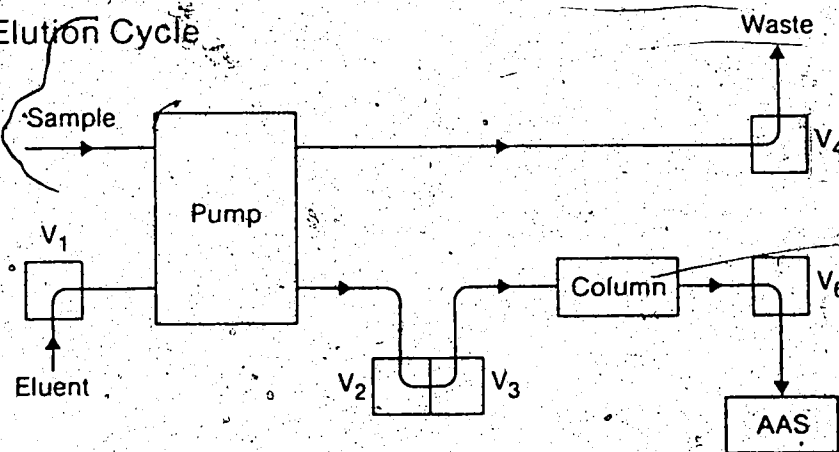 Elution Cycle
Waste
Sample
V4
Pump
V1
Column
V6
Eluent
V2
V3
AAS